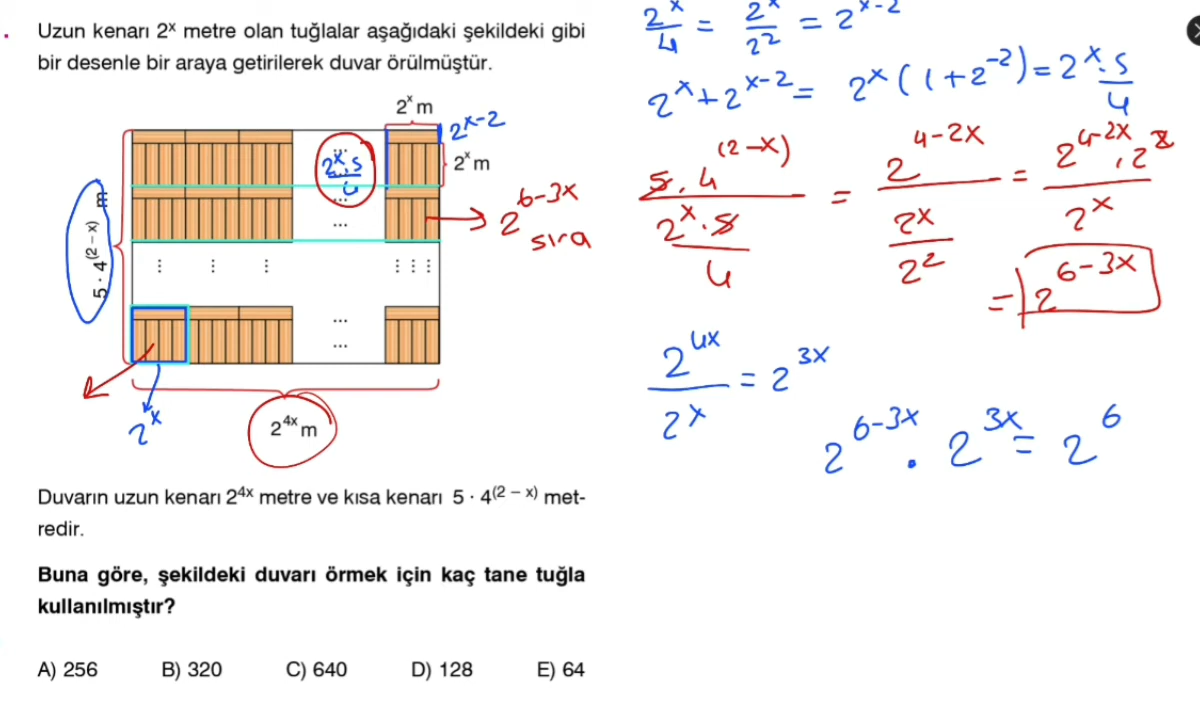 Uzun kenarı 2ˣ metre olan tuğlalar aşağıdaki şekildeki gibi
bir desenle bir araya getirilerek duvar örülmüştür.
2ˣ m
2ˣ⁻²
2ˣ m
2ˣ.5/4
...
...
...
5 · 4⁽²⁻ˣ⁾ m
2⁶⁻³ˣ
sıra
⋮ ⋮ ⋮ ⋮⋮⋮
...
...
2ˣ
2⁴ˣ m
Duvarın uzun kenarı 2⁴ˣ metre ve kısa kenarı 5 · 4⁽²⁻ˣ⁾ met-
redir.
Buna göre, şekildeki duvarı örmek için kaç tane tuğla
kullanılmıştır?
A) 256 B) 320 C) 640 D) 128 E) 64
2ˣ/4 = 2ˣ/2² = 2ˣ⁻²
2ˣ+2ˣ⁻² = 2ˣ(1+2⁻²) = 2ˣ.5/4
5.4⁽²⁻ˣ⁾/(2ˣ.5/4) = 2⁴⁻²ˣ/(2ˣ/2²) = 2⁴⁻²ˣ.2²/2ˣ
= 2⁶⁻³ˣ
2⁴ˣ/2ˣ = 2³ˣ
2⁶⁻³ˣ . 2³ˣ = 2⁶